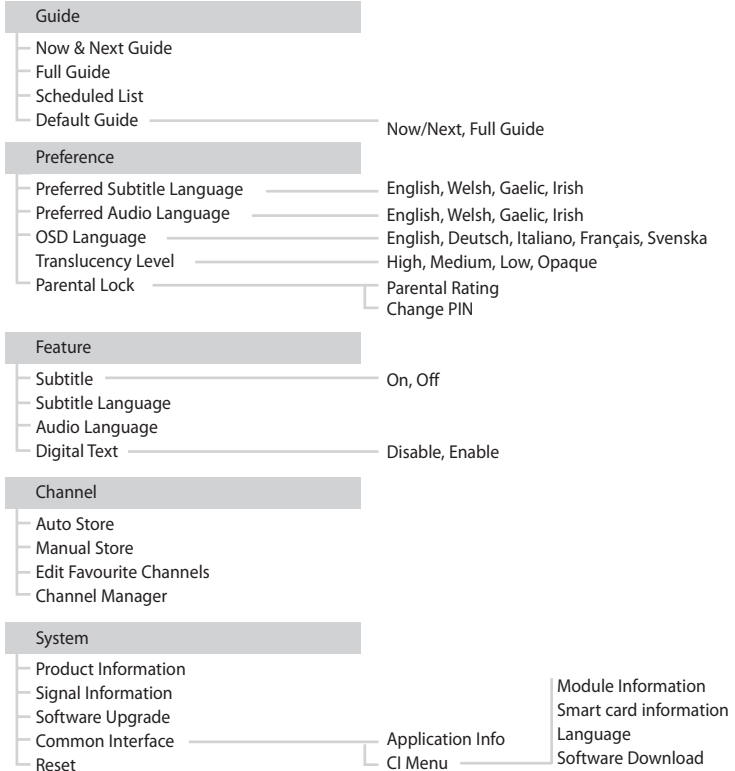 Guide
Now & Next Guide
Full Guide
Scheduled List
Default Guide
Now/Next, Full Guide
Preference
Preferred Subtitle Language
English, Welsh, Gaelic, Irish
Preferred Audio Language
English, Welsh, Gaelic, Irish
OSD Language
English, Deutsch, Italiano, Français, Svenska
Translucency Level
High, Medium, Low, Opaque
Parental Lock
Parental Rating
Change PIN
Feature
Subtitle
On, Off
Subtitle Language
Audio Language
Digital Text
Disable, Enable
Channel
Auto Store
Manual Store
Edit Favourite Channels
Channel Manager
System
Product Information
Signal Information
Software Upgrade
Common Interface
Application Info
CI Menu
Module Information
Smart card information
Language
Software Download
Reset